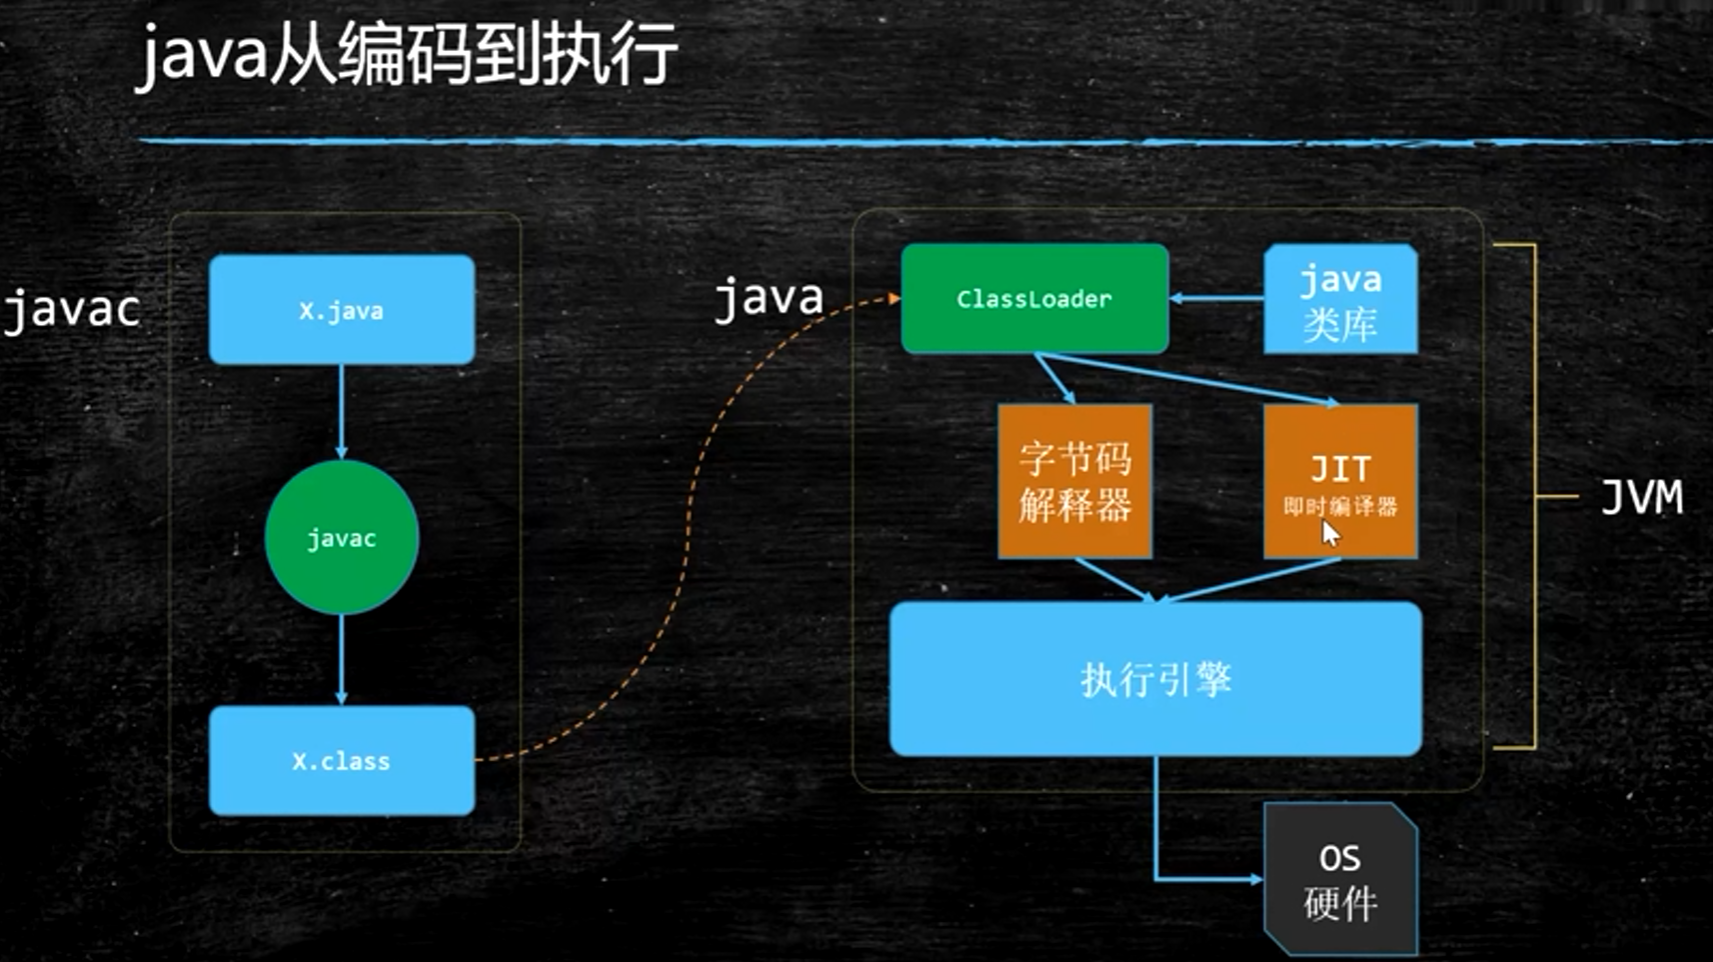 java从编码到执行
javac
X.java
javac
X.class
java
ClassLoader
java
类库
字节码
解释器
JIT
即时编译器
执行引擎
JVM
OS
硬件